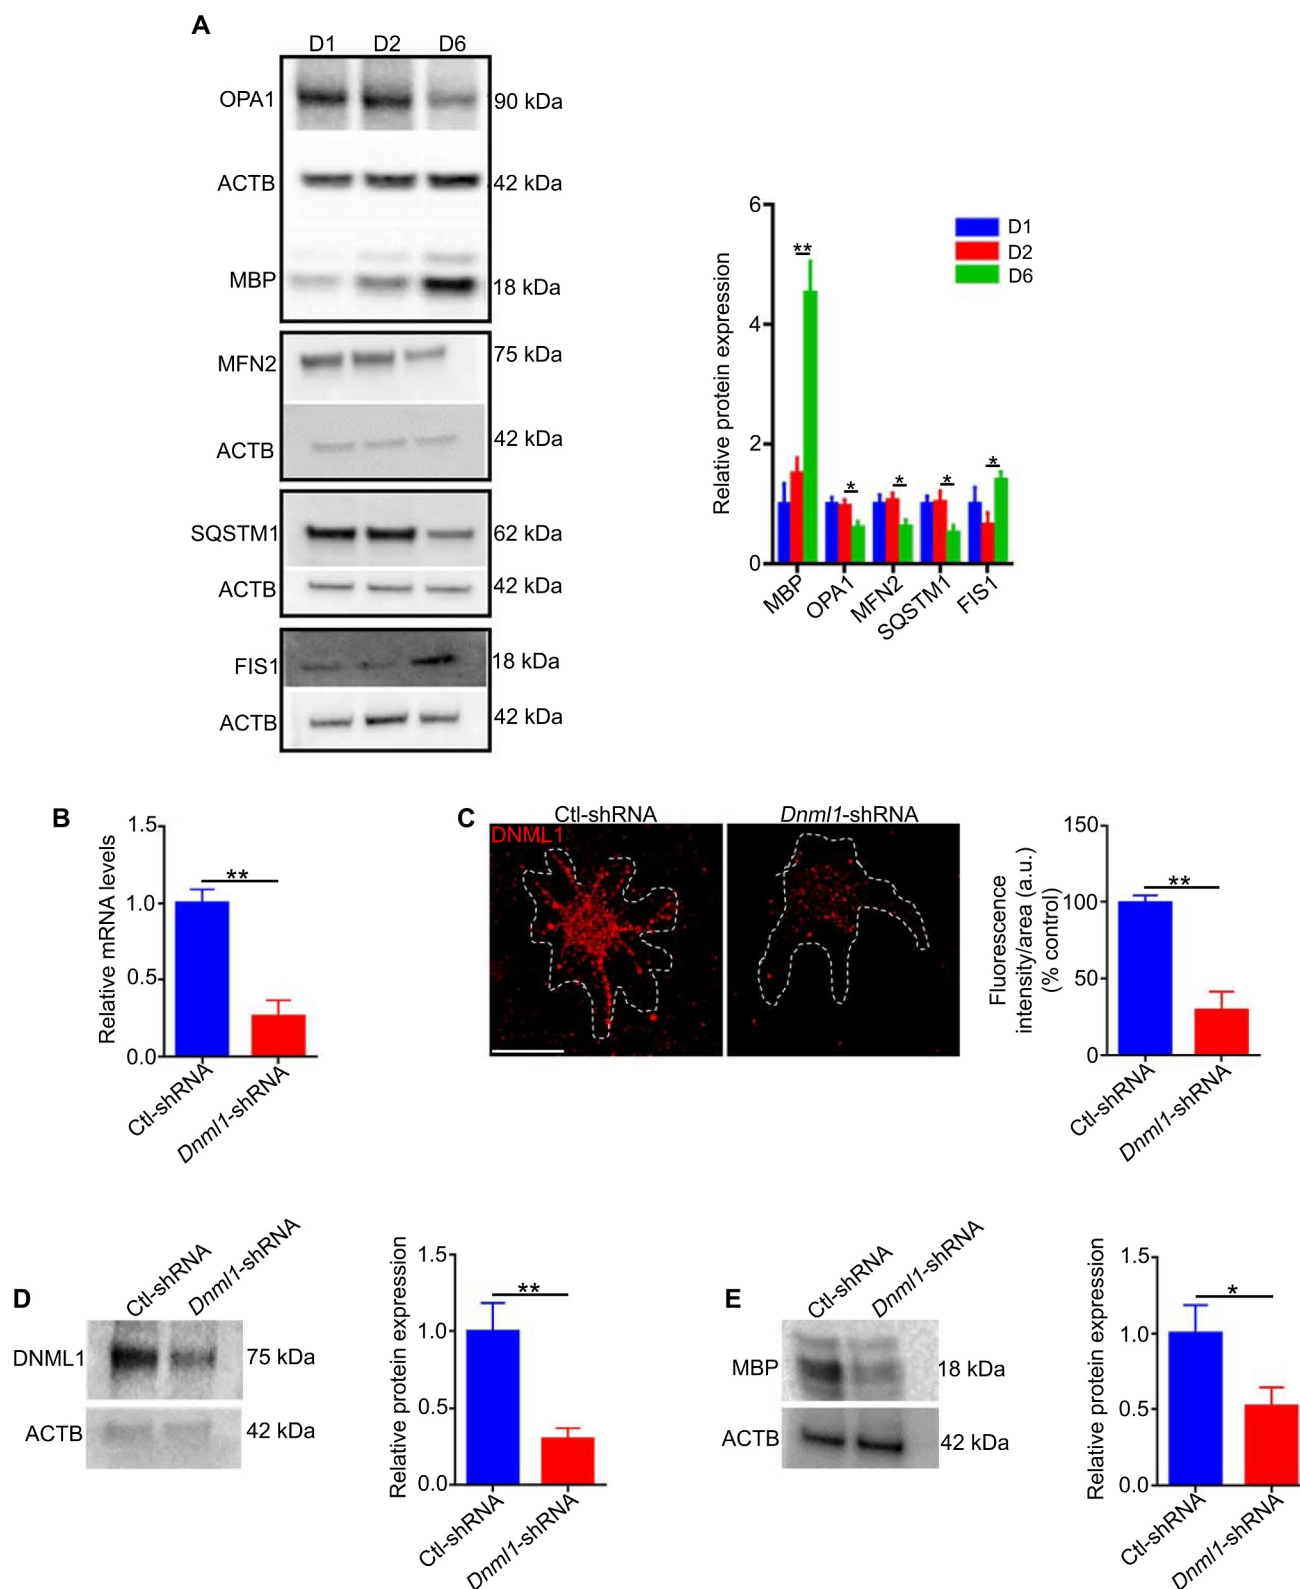 A
D1 D2 D6
OPA1 90 kDa
ACTB 42 kDa
MBP 18 kDa
MFN2 75 kDa
ACTB 42 kDa
SQSTM1 62 kDa
ACTB 42 kDa
FIS1 18 kDa
ACTB 42 kDa
Relative protein expression
6
4
2
0
** * * * *
D1
D2
D6
MBP OPA1 MFN2 SQSTM1 FIS1
B
Relative mRNA levels
1.5
1.0
0.5
0.0
**
Ctl-shRNA Dnml1-shRNA
C
Ctl-shRNA Dnml1-shRNA
DNML1
Fluorescence
intensity/area (a.u.)
(% control)
150
100
50
0
**
Ctl-shRNA Dnml1-shRNA
D
Ctl-shRNA Dnml1-shRNA
DNML1 75 kDa
ACTB 42 kDa
Relative protein expression
1.5
1.0
0.5
0.0
**
Ctl-shRNA Dnml1-shRNA
E
Ctl-shRNA Dnml1-shRNA
MBP 18 kDa
ACTB 42 kDa
Relative protein expression
1.5
1.0
0.5
0.0
*
Ctl-shRNA Dnml1-shRNA